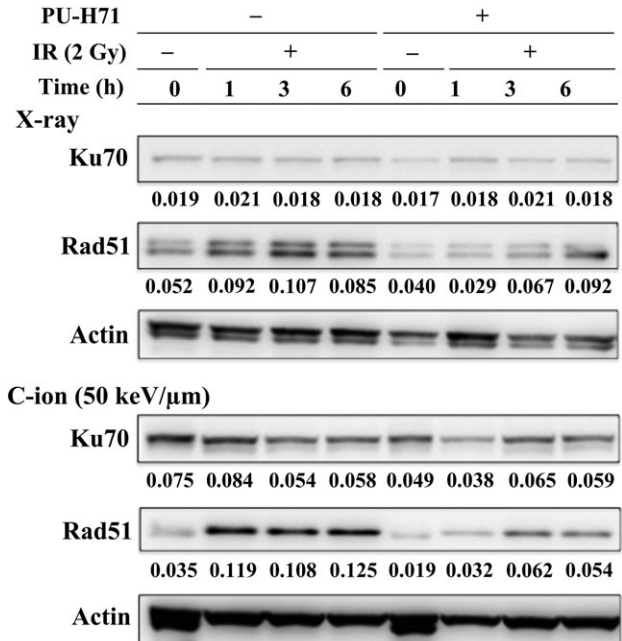 PU-H71 – +
IR (2 Gy) – + – +
Time (h) 0 1 3 6 0 1 3 6
X-ray
Ku70
0.019 0.021 0.018 0.018 0.017 0.018 0.021 0.018
Rad51
0.052 0.092 0.107 0.085 0.040 0.029 0.067 0.092
Actin
C-ion (50 keV/µm)
Ku70
0.075 0.084 0.054 0.058 0.049 0.038 0.065 0.059
Rad51
0.035 0.119 0.108 0.125 0.019 0.032 0.062 0.054
Actin